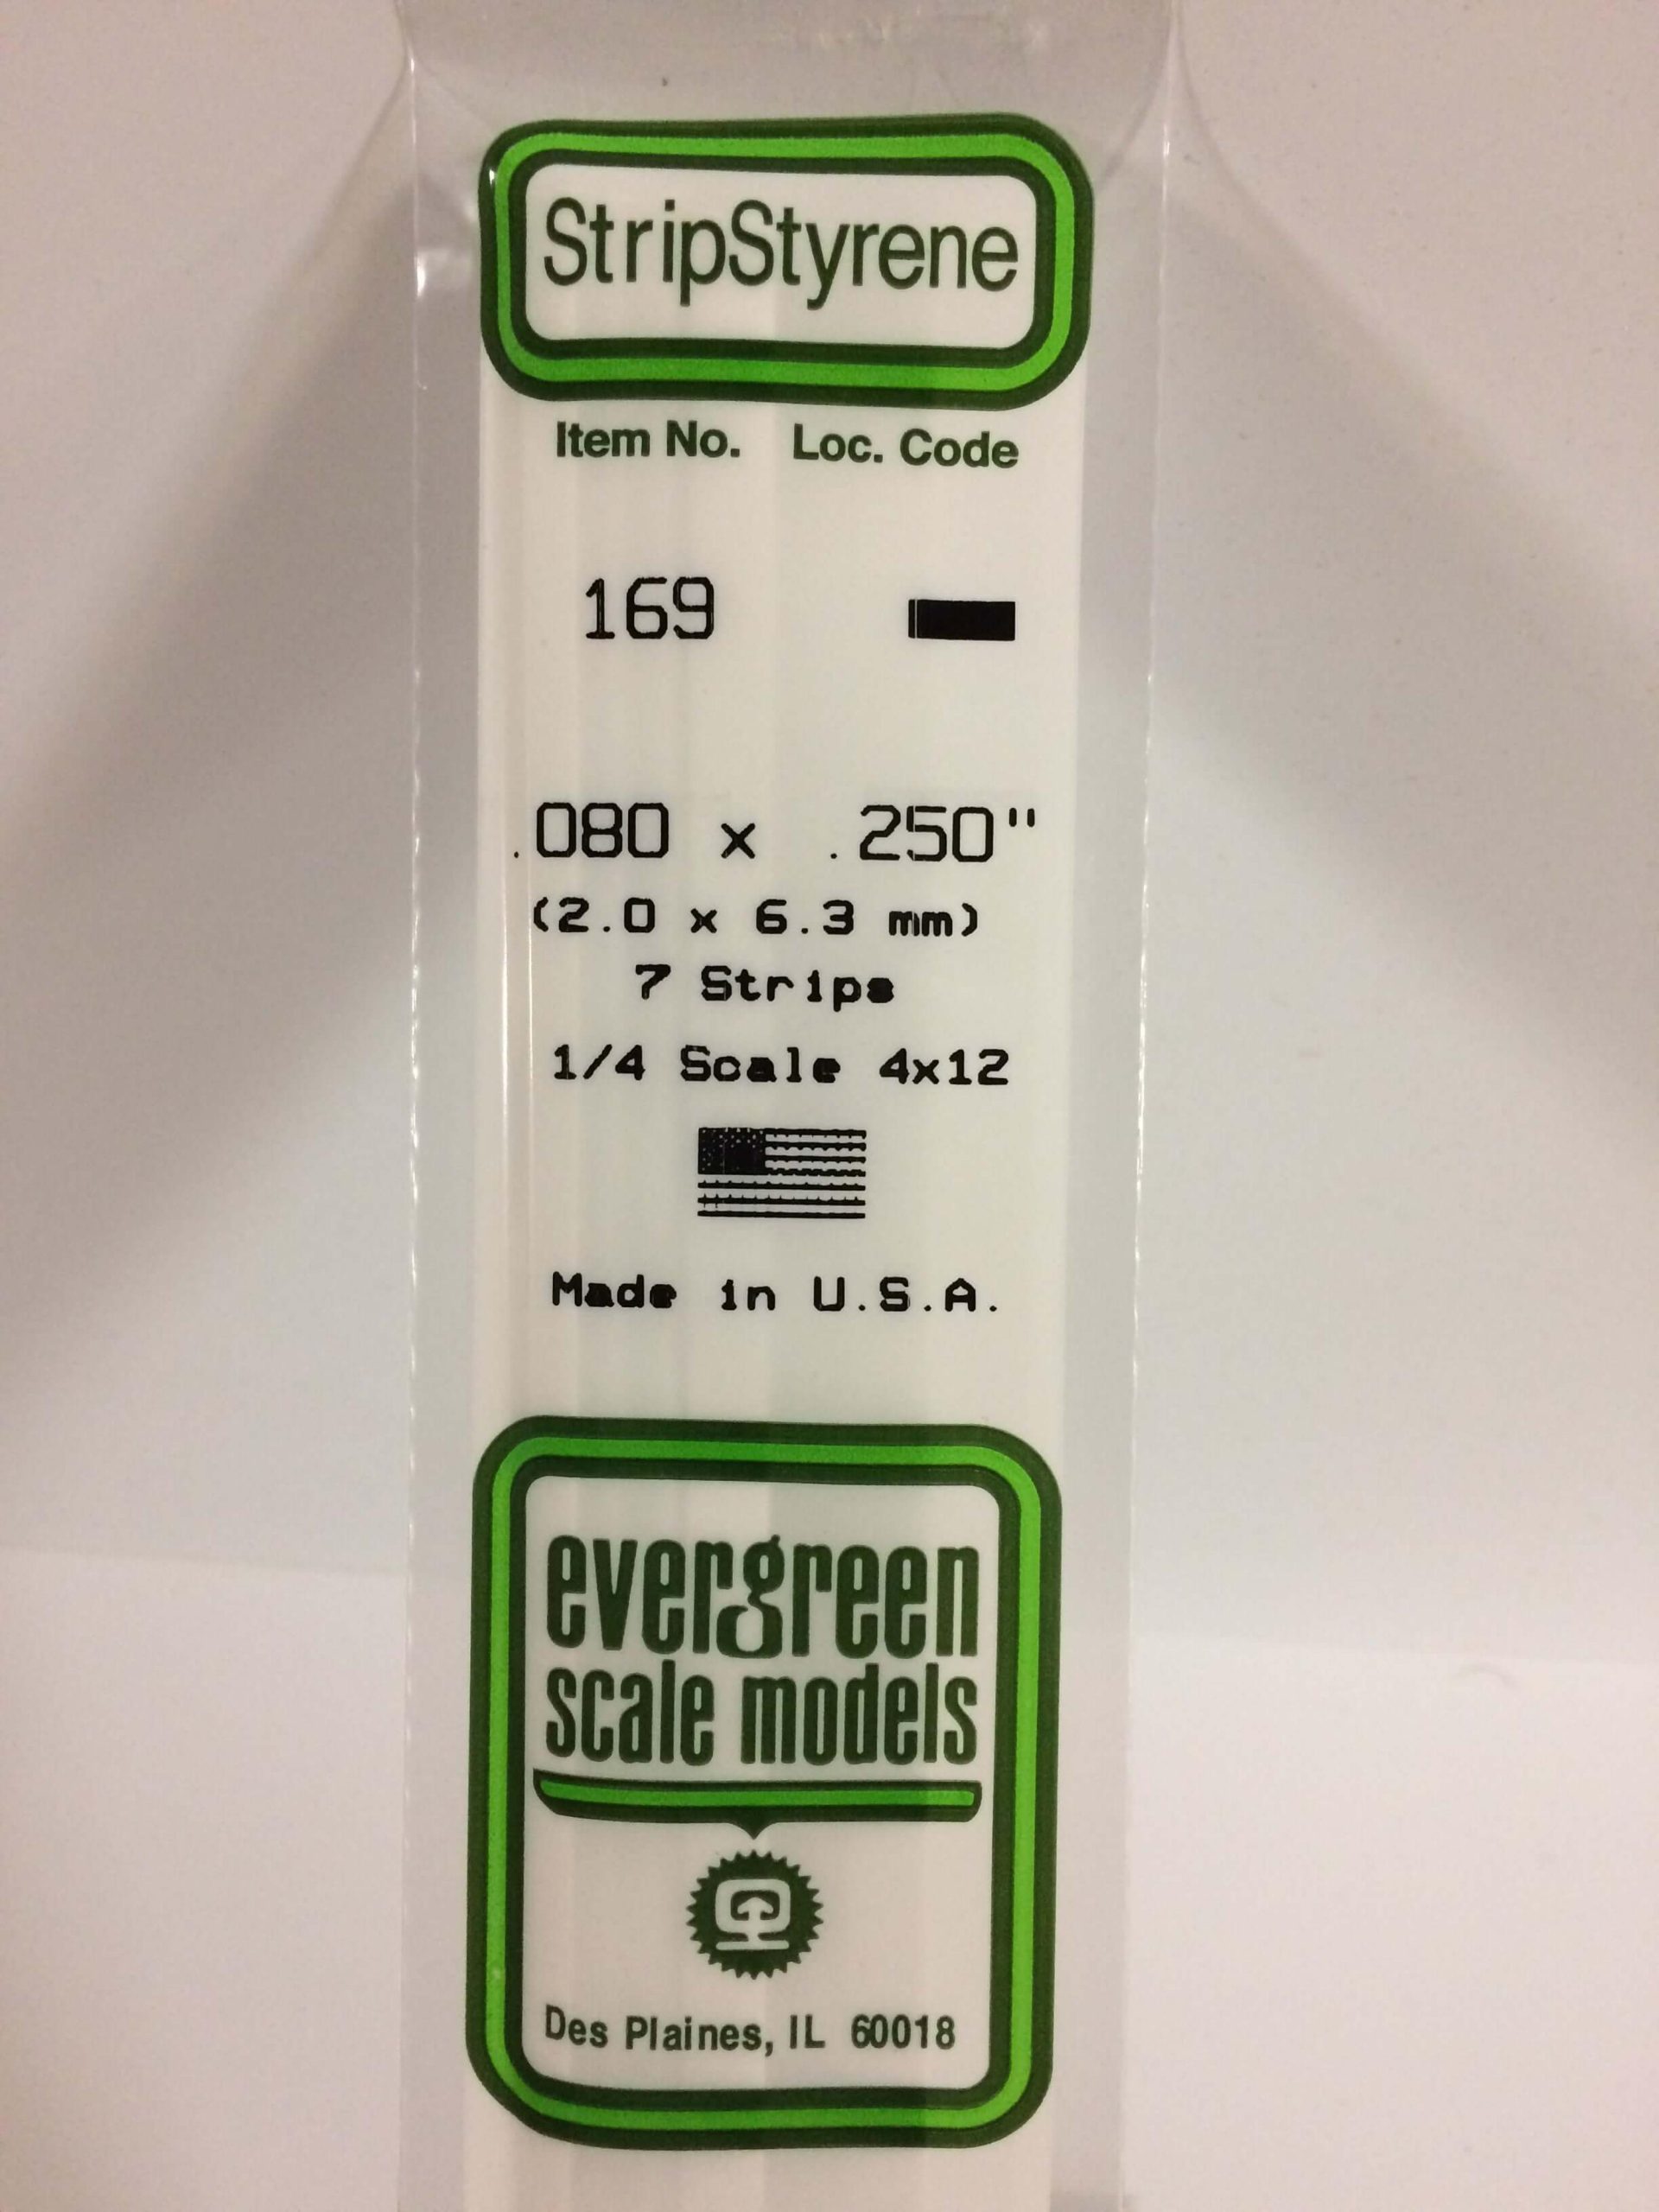 StripStyrene
Item No. Loc. Code
169
.080 x .250"
(2.0 x 6.3 mm)
7 Strips
1/4 Scale 4x12
Made in U.S.A.
evergreen
scale models
Des Plaines, IL 60018